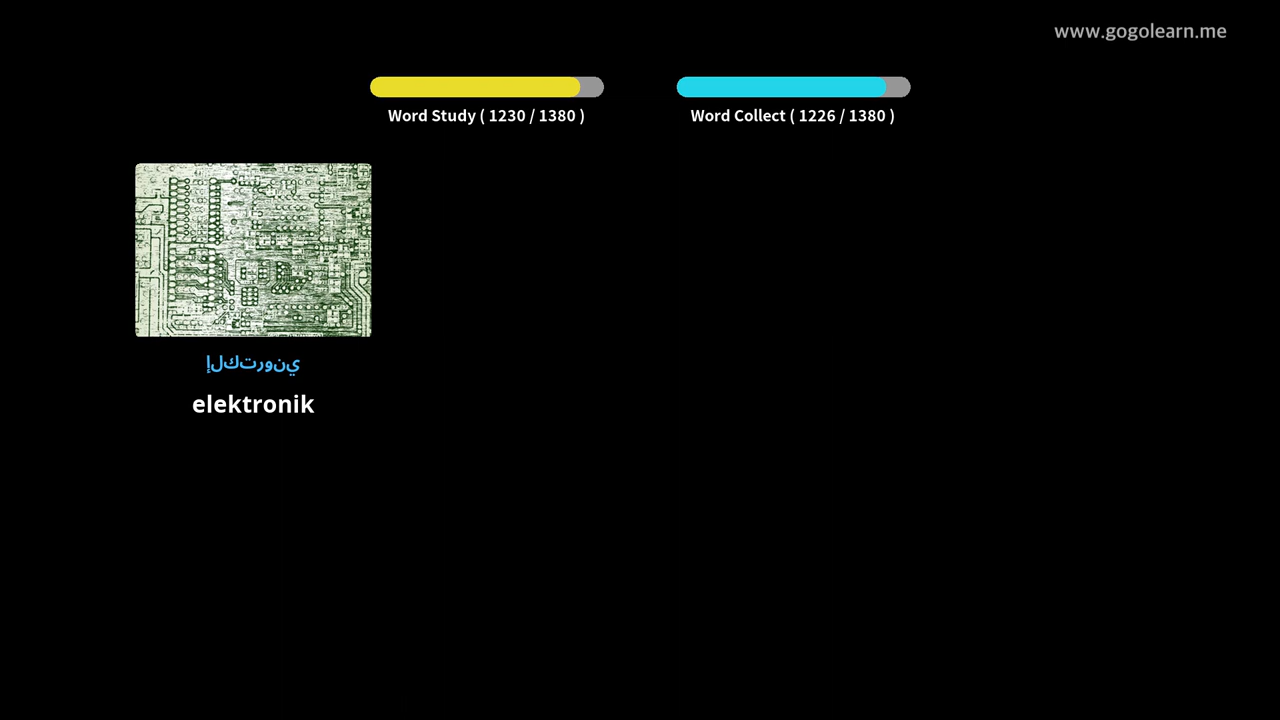 www.gogolearn.me
Word Study ( 1230 / 1380 )
Word Collect ( 1226 / 1380 )
إلكتروني
elektronik